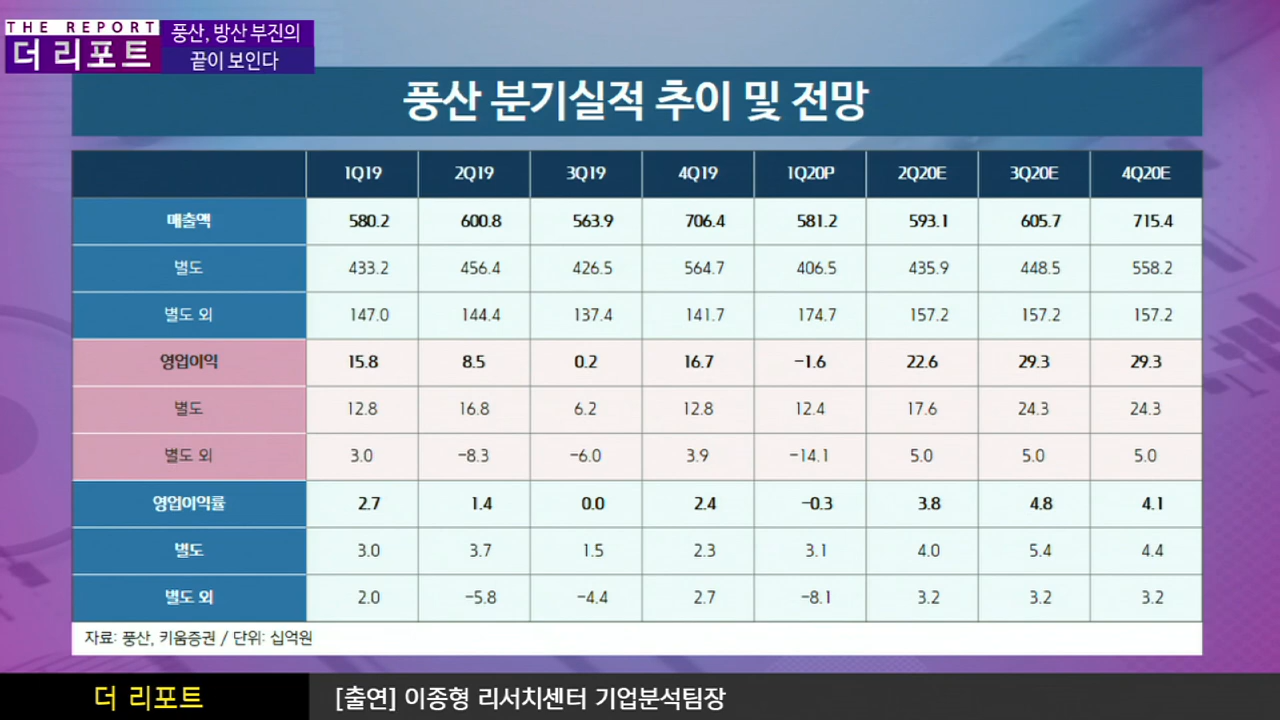 THE REPORT
더 리포트
풍산, 방산 부진의
끝이 보인다
풍산 분기실적 추이 및 전망
1Q19 2Q19 3Q19 4Q19 1Q20P 2Q20E 3Q20E 4Q20E
매출액 580.2 600.8 563.9 706.4 581.2 593.1 605.7 715.4
별도 433.2 456.4 426.5 564.7 406.5 435.9 448.5 558.2
별도 외 147.0 144.4 137.4 141.7 174.7 157.2 157.2 157.2
영업이익 15.8 8.5 0.2 16.7 -1.6 22.6 29.3 29.3
별도 12.8 16.8 6.2 12.8 12.4 17.6 24.3 24.3
별도 외 3.0 -8.3 -6.0 3.9 -14.1 5.0 5.0 5.0
영업이익률 2.7 1.4 0.0 2.4 -0.3 3.8 4.8 4.1
별도 3.0 3.7 1.5 2.3 3.1 4.0 5.4 4.4
별도 외 2.0 -5.8 -4.4 2.7 -8.1 3.2 3.2 3.2
자료: 풍산, 키움증권 / 단위: 십억원
더 리포트
[출연] 이종형 리서치센터 기업분석팀장